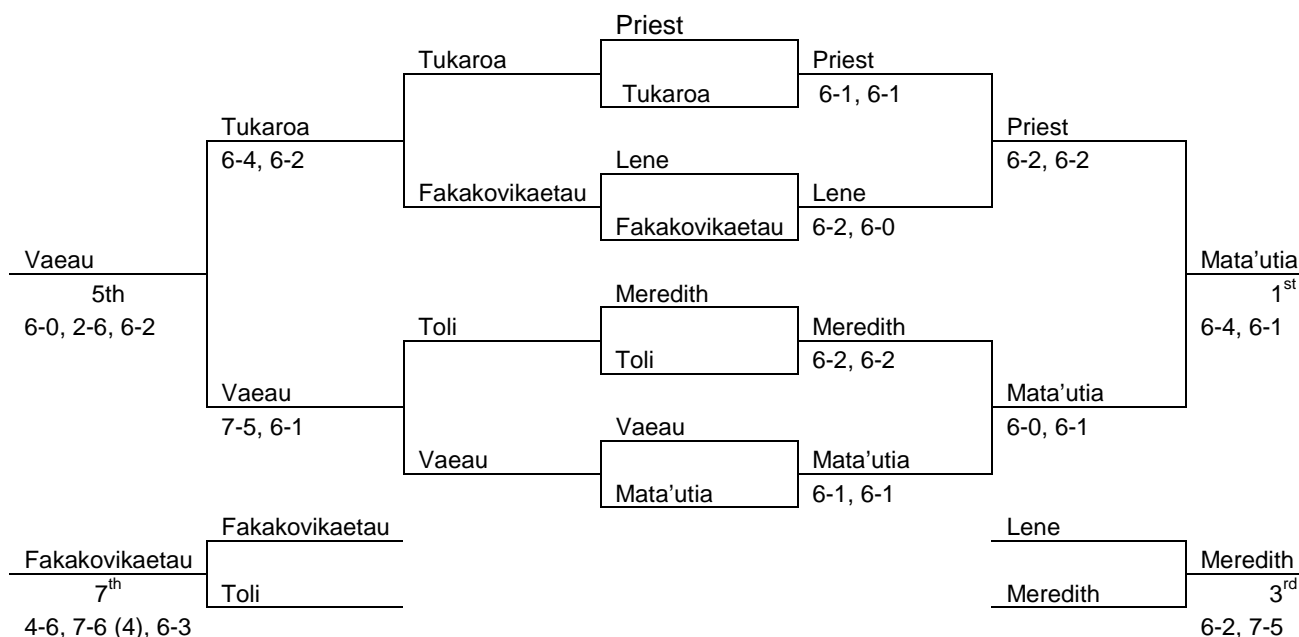 Priest
Tukaroa Priest
Tukaroa 6-1, 6-1
Tukaroa Priest
6-4, 6-2 Lene 6-2, 6-2
Fakakovikaetau Lene
Fakakovikaetau 6-2, 6-0
Vaeau Mata’utia
5th Meredith 1st
6-0, 2-6, 6-2 Toli Meredith 6-4, 6-1
Toli 6-2, 6-2
Vaeau Mata’utia
7-5, 6-1 Vaeau 6-0, 6-1
Vaeau Mata’utia
Mata’utia 6-1, 6-1
Fakakovikaetau Lene
Fakakovikaetau Meredith
7th Toli Meredith 3rd
4-6, 7-6 (4), 6-3 6-2, 7-5